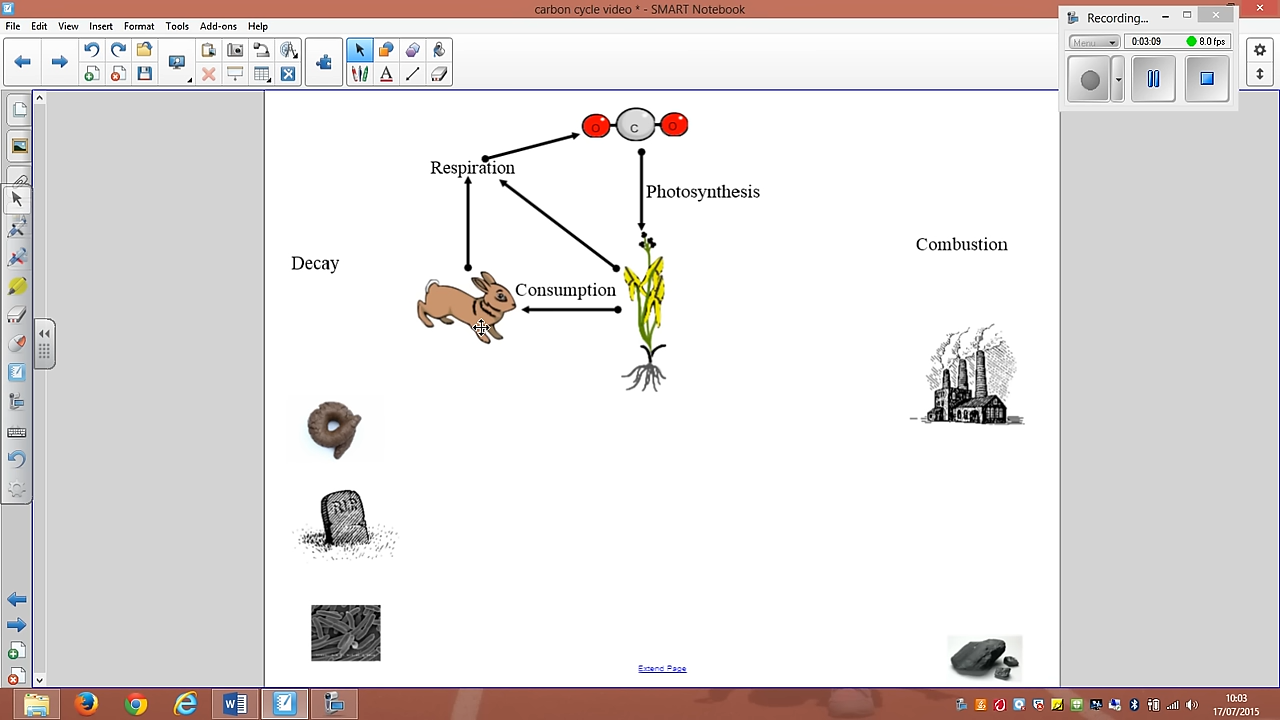 carbon cycle video * - SMART Notebook
File Edit View Insert Format Tools Add-ons Help
Recording...
Menu 0:03:09 8.0 fps
O C O
Respiration
Photosynthesis
Combustion
Decay
Consumption
RIP
Extend Page
10:03
17/07/2015